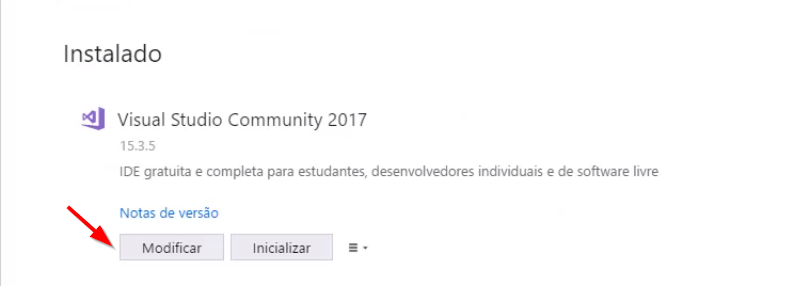 Instalado
Visual Studio Community 2017
15.3.5
IDE gratuita e completa para estudantes, desenvolvedores individuais e de software livre
Notas de versão
Modificar Inicializar